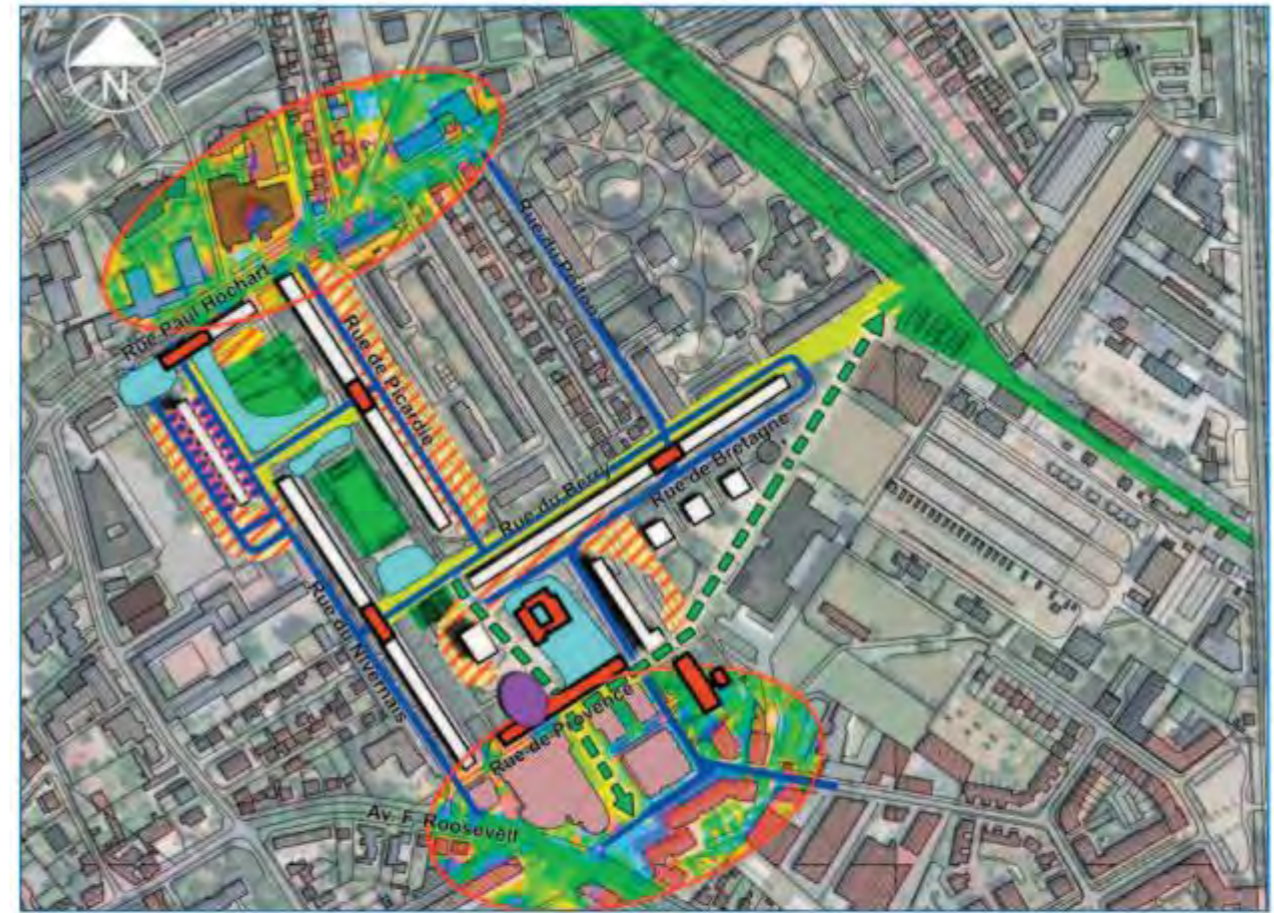 N
Rue Paul Hochart
Rue du Poitou
Rue de Picardie
Rue du Berry
Rue de Bretagne
Rue du Nivernais
Rue de Provence
Av. F. Roosevelt